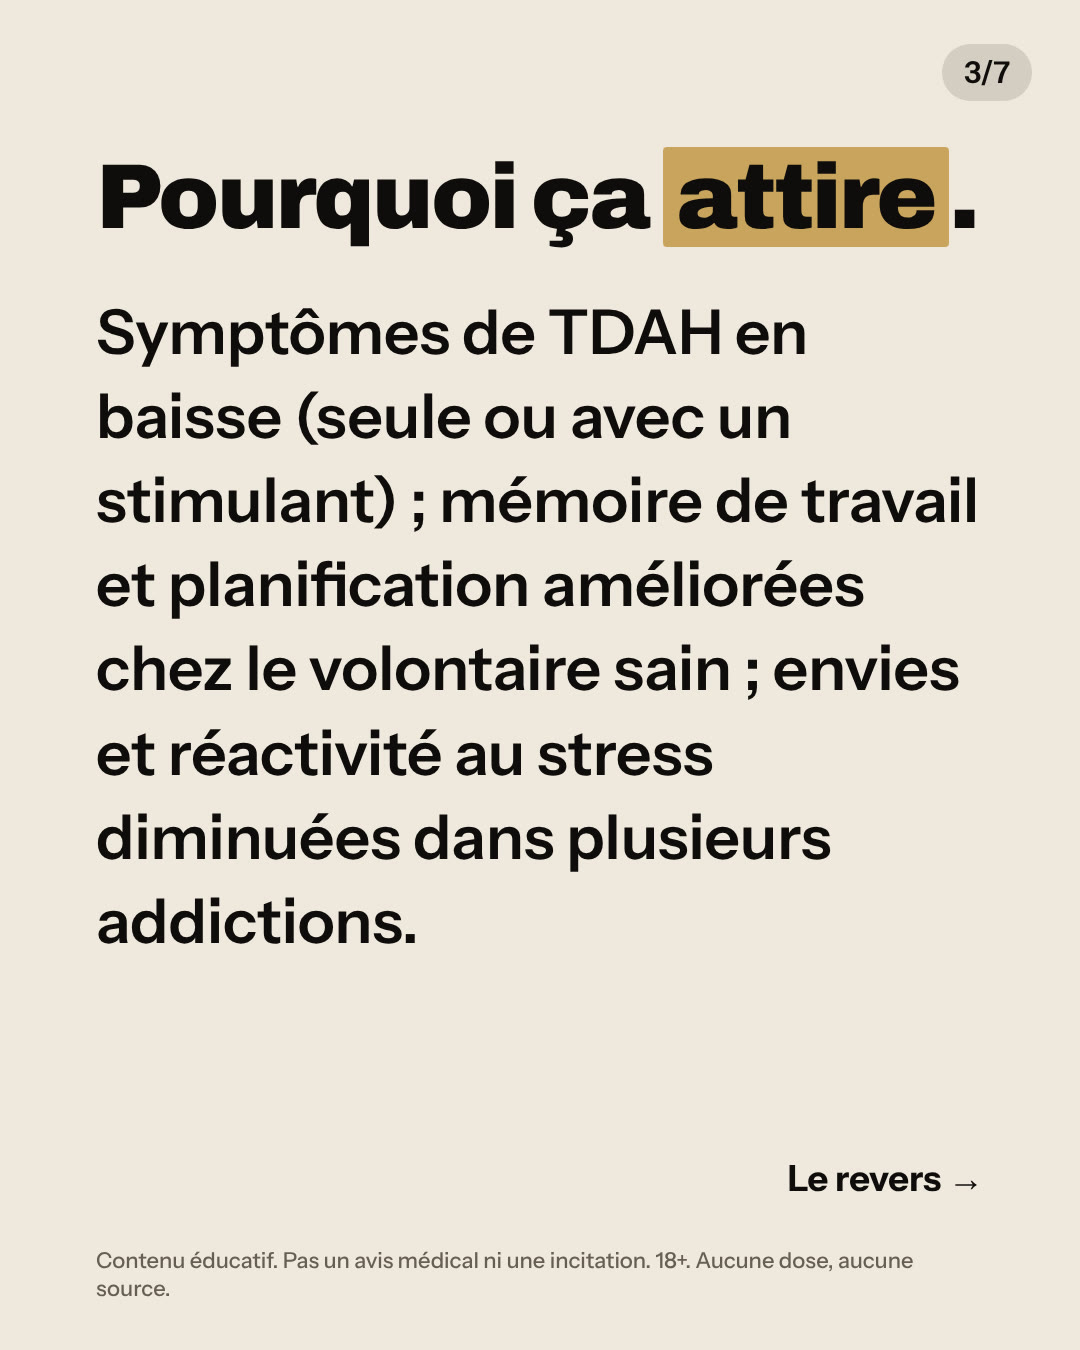 3/7
Pourquoi ça attire.
Symptômes de TDAH en
baisse (seule ou avec un
stimulant) ; mémoire de travail
et planification améliorées
chez le volontaire sain ; envies
et réactivité au stress
diminuées dans plusieurs
addictions.
Le revers →
Contenu éducatif. Pas un avis médical ni une incitation. 18+. Aucune dose, aucune
source.